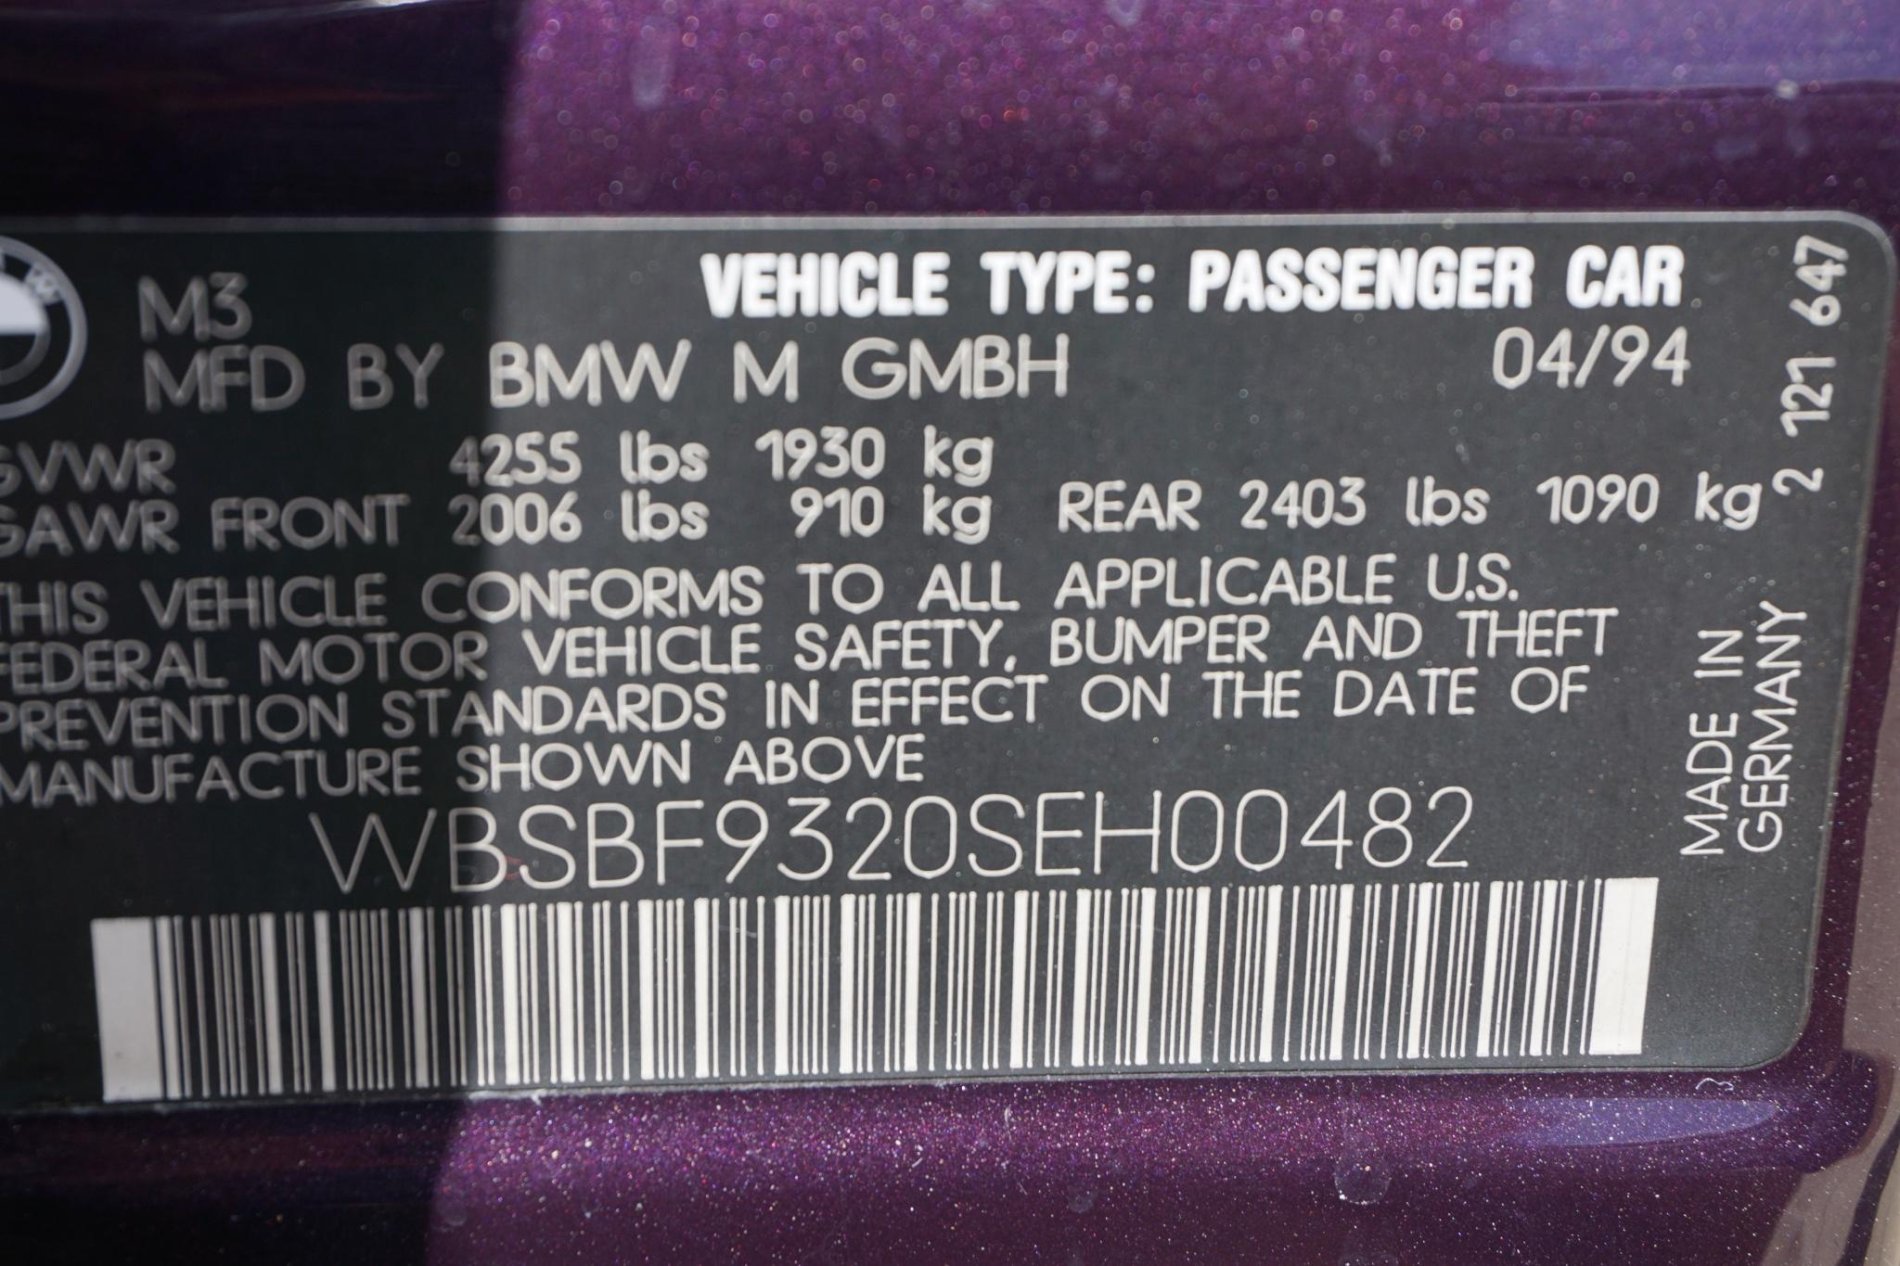 VEHICLE TYPE: PASSENGER CAR
M3
MFD BY BMW M GMBH 04/94
GVWR 4255 lbs 1930 kg
GAWR FRONT 2006 lbs 910 kg REAR 2403 lbs 1090 kg
THIS VEHICLE CONFORMS TO ALL APPLICABLE U.S.
FEDERAL MOTOR VEHICLE SAFETY, BUMPER AND THEFT
PREVENTION STANDARDS IN EFFECT ON THE DATE OF
MANUFACTURE SHOWN ABOVE
WBSBF9320SEH00482
MADE IN
GERMANY
2 121 647